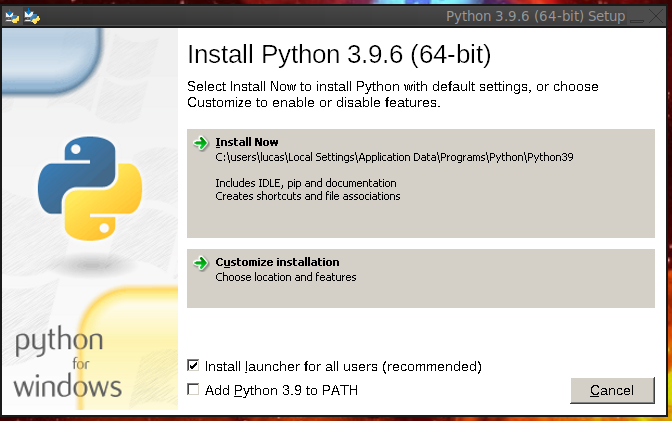 Python 3.9.6 (64-bit) Setup
Install Python 3.9.6 (64-bit)
Select Install Now to install Python with default settings, or choose
Customize to enable or disable features.
Install Now
C:\users\lucas\Local Settings\Application Data\Programs\Python\Python39
Includes IDLE, pip and documentation
Creates shortcuts and file associations
Customize installation
Choose location and features
python
for
windows
Install launcher for all users (recommended)
Add Python 3.9 to PATH
Cancel